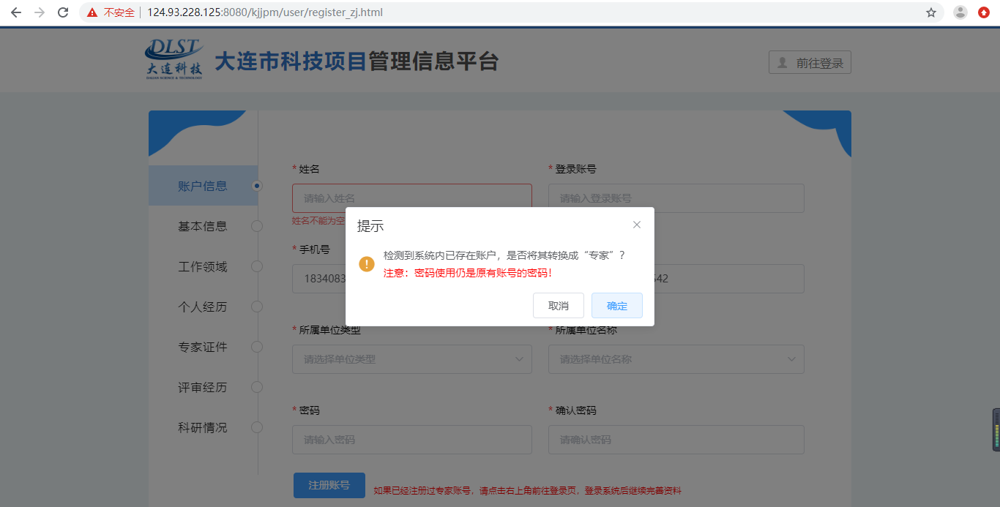 不安全 124.93.228.125:8080/kjjpm/user/register_zj.html
DLST
大连科技
DALIAN SCIENCE & TECHNOLOGY
大连市科技项目管理信息平台
前往登录
账户信息
基本信息
工作领域
个人经历
专家证件
评审经历
科研情况
* 姓名
* 登录账号
请输入姓名
请输入登录账号
姓名不能为空
* 手机号
1834083
542
提示
检测到系统内已存在账户，是否将其转换成“专家”？
注意：密码使用仍是原有账号的密码！
取消
确定
* 所属单位类型
* 所属单位名称
请选择单位类型
请选择单位名称
* 密码
* 确认密码
请输入密码
请确认密码
注册账号
如果已经注册过专家账号，请点击右上角前往登录页，登录系统后继续完善资料